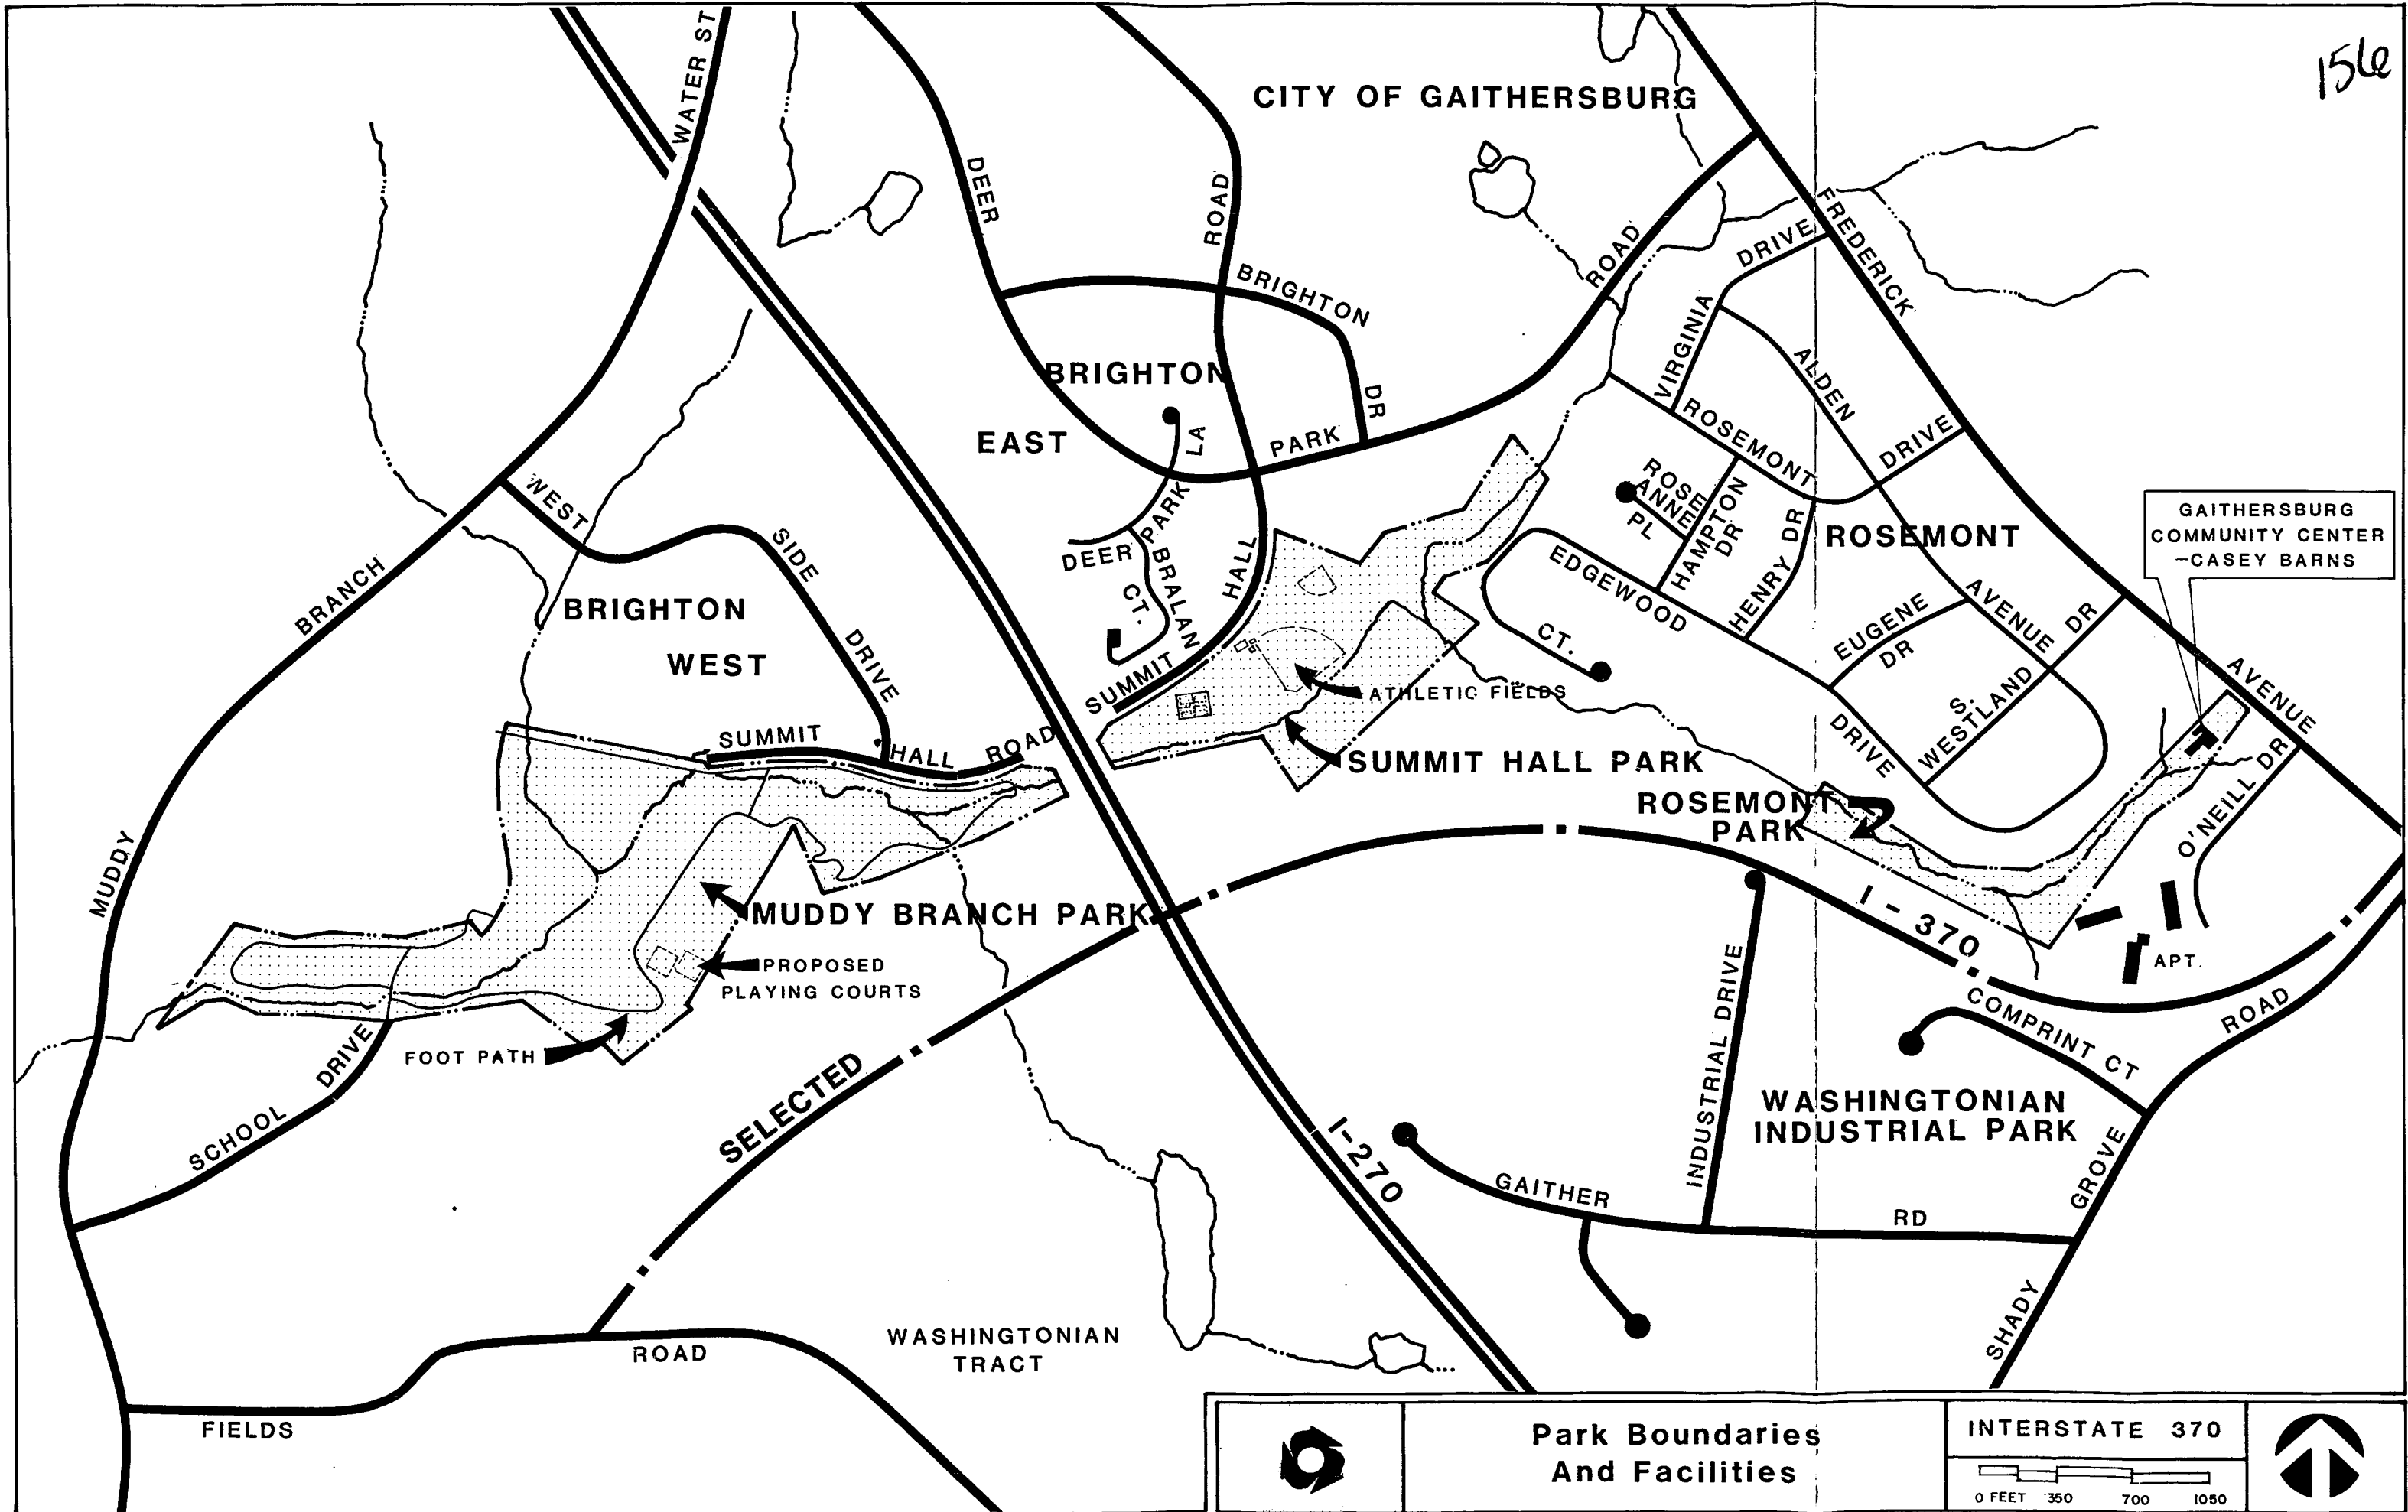 156
WATER ST
CITY OF GAITHERSBURG
DEER
ROAD
BRIGHTON
DR
ROAD
PARK
BRIGHTON
EAST
LA
DEER PARK
CT.
BRALAN
SUMMIT
HALL
DRIVE
VIRGINIA
FREDERICK
AVENUE
ALDEN
AVENUE
ROSEMONT
DRIVE
ROSE
ANNE
PL
HAMPTON
DR
HENRY DR
ROSEMONT
EDGEWOOD
DRIVE
CT.
EUGENE
DR
S.
WESTLAND
DR
GAITHERSBURG
COMMUNITY CENTER
-CASEY BARNS
O'NEILL DR
WEST
SIDE
DRIVE
BRANCH
MUDDY
BRIGHTON
WEST
SUMMIT
HALL
ROAD
ATHLETIC FIELDS
SUMMIT HALL PARK
ROSEMONT
PARK
MUDDY BRANCH PARK
PROPOSED
PLAYING COURTS
FOOT PATH
SCHOOL
DRIVE
SELECTED
I - 370
APT.
I-270
INDUSTRIAL DRIVE
COMPRINT CT
ROAD
GROVE
SHADY
WASHINGTONIAN
INDUSTRIAL PARK
GAITHER
RD
WASHINGTONIAN
TRACT
ROAD
FIELDS
Park Boundaries
And Facilities
INTERSTATE 370
0 FEET 350 700 1050